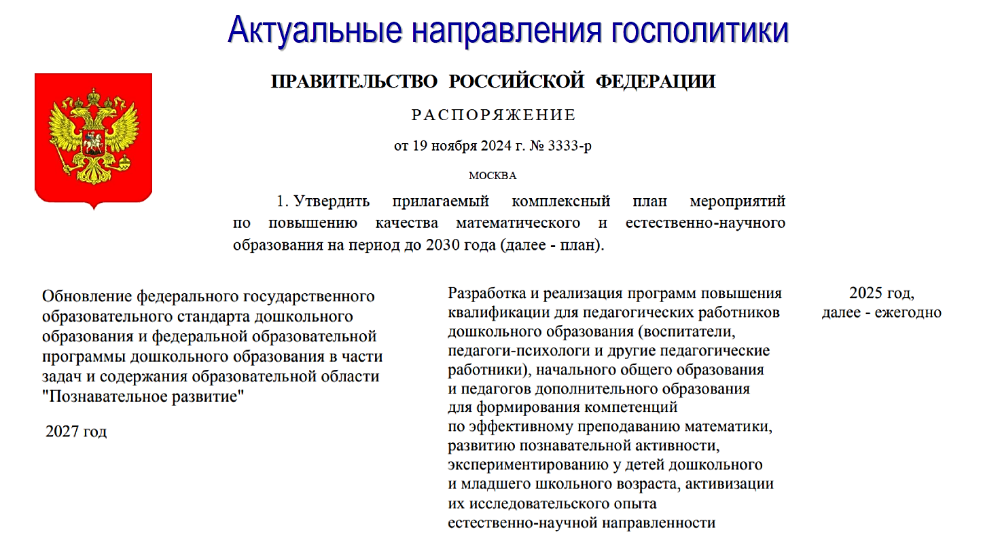 Актуальные направления госполитики
ПРАВИТЕЛЬСТВО РОССИЙСКОЙ ФЕДЕРАЦИИ
РАСПОРЯЖЕНИЕ
от 19 ноября 2024 г. № 3333-р
МОСКВА
1. Утвердить прилагаемый комплексный план мероприятий
по повышению качества математического и естественно-научного
образования на период до 2030 года (далее - план).
Обновление федерального государственного
образовательного стандарта дошкольного
образования и федеральной образовательной
программы дошкольного образования в части
задач и содержания образовательной области
"Познавательное развитие"
2027 год
Разработка и реализация программ повышения
квалификации для педагогических работников
дошкольного образования (воспитатели,
педагоги-психологи и другие педагогические
работники), начального общего образования
и педагогов дополнительного образования
для формирования компетенций
по эффективному преподаванию математики,
развитию познавательной активности,
экспериментированию у детей дошкольного
и младшего школьного возраста, активизации
их исследовательского опыта
естественно-научной направленности
2025 год,
далее - ежегодно